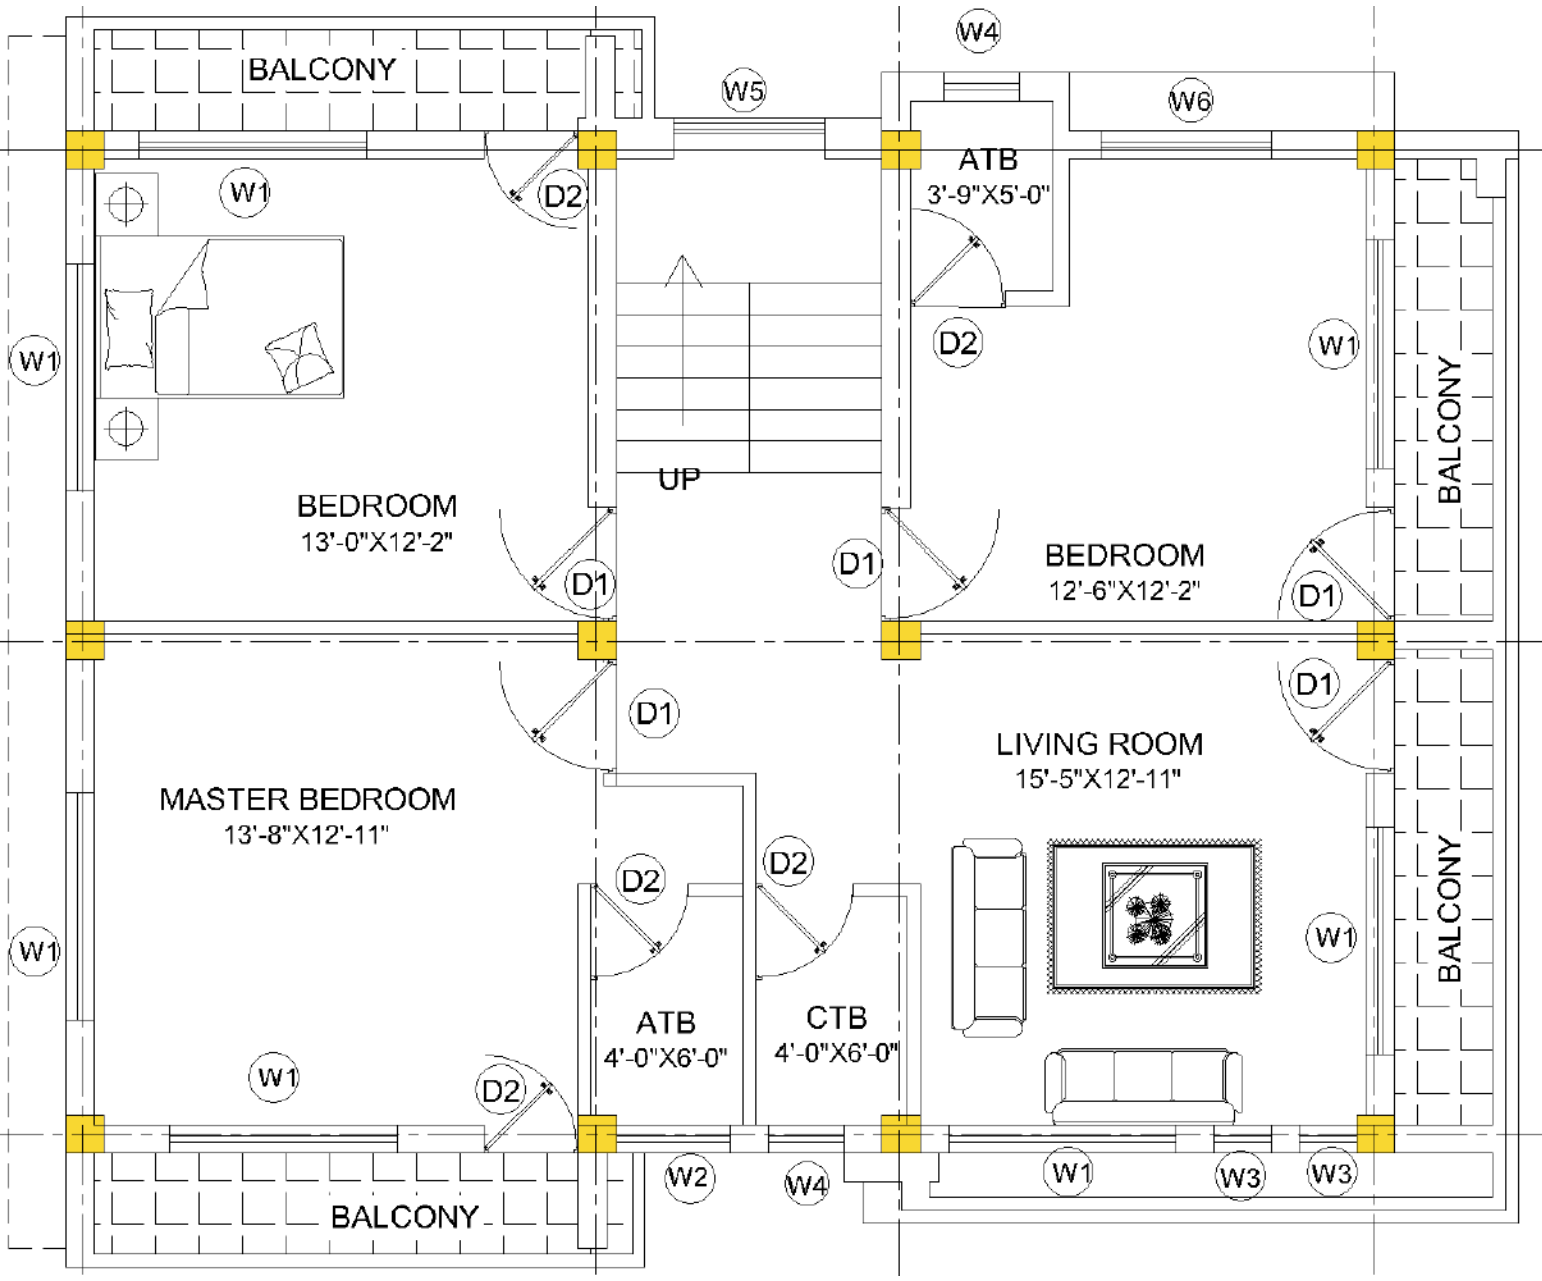 W4
BALCONY
W5
W6
ATB
3'-9"X5'-0"
W1
D2
D2
W1
W1
BALCONY
UP
BEDROOM
13'-0"X12'-2"
D1
D1
BEDROOM
12'-6"X12'-2"
D1
D1
D1
LIVING ROOM
15'-5"X12'-11"
MASTER BEDROOM
13'-8"X12'-11"
D2
D2
BALCONY
W1
W1
ATB
4'-0"X6'-0"
CTB
4'-0"X6'-0"
W1
D2
W2
W4
W1
W3
W3
BALCONY